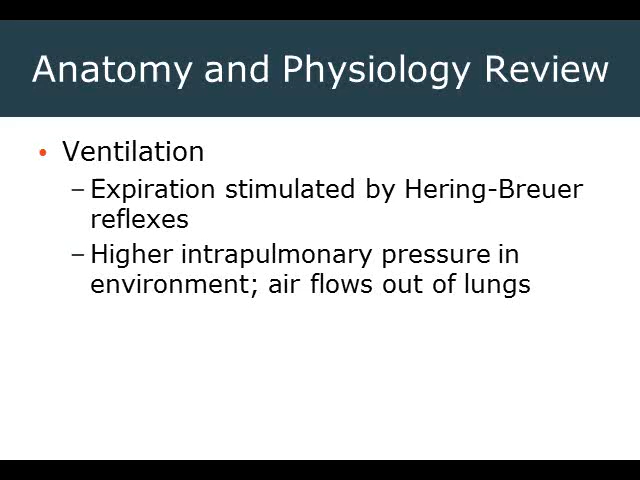 Anatomy and Physiology Review
• Ventilation
– Expiration stimulated by Hering-Breuer
reflexes
– Higher intrapulmonary pressure in
environment; air flows out of lungs